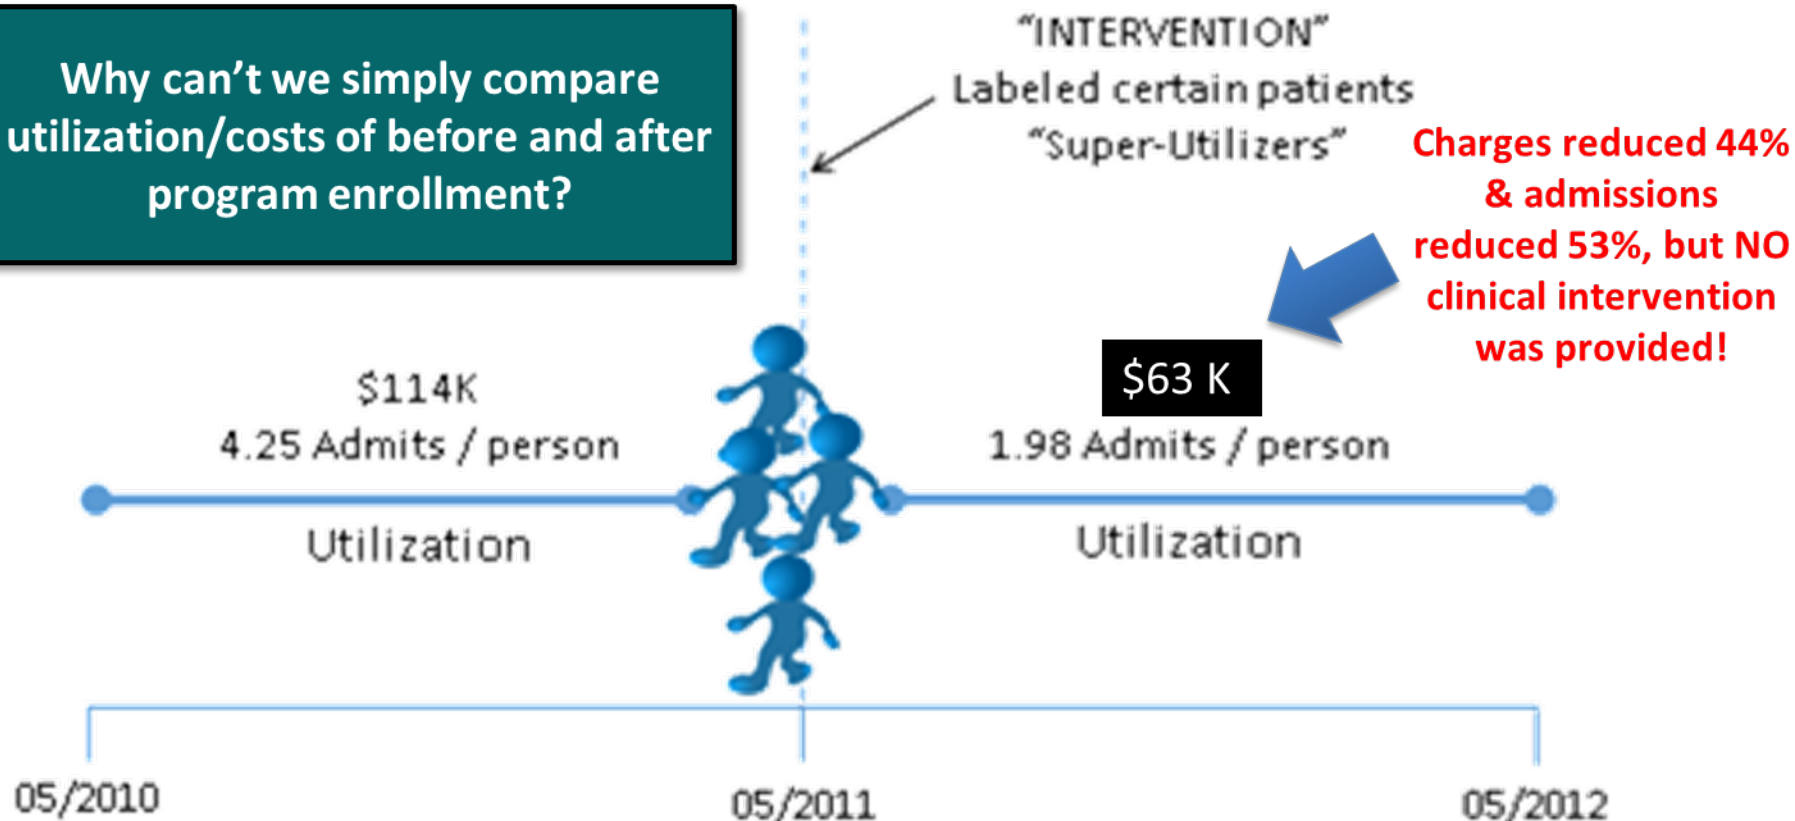 Why can’t we simply compare
utilization/costs of before and after
program enrollment?
“INTERVENTION”
Labeled certain patients
“Super-Utilizers”
Charges reduced 44%
& admissions
reduced 53%, but NO
clinical intervention
was provided!
$114K
4.25 Admits / person
Utilization
$63 K
1.98 Admits / person
Utilization
05/2010
05/2011
05/2012